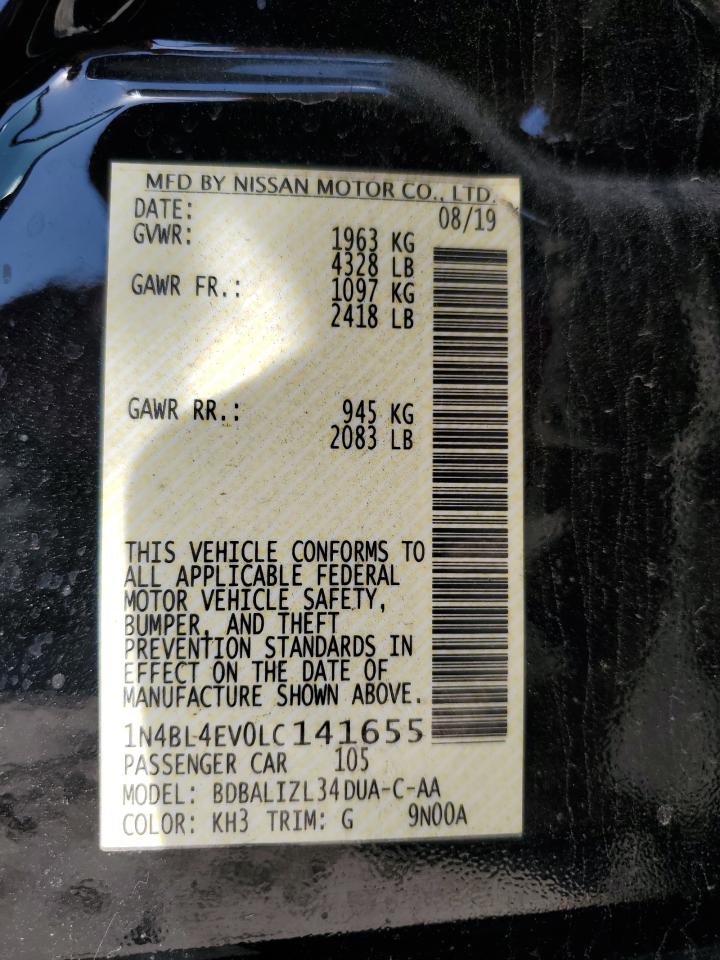 MFD BY NISSAN MOTOR CO., LTD.
DATE: 08/19
GVWR: 1963 KG
4328 LB
GAWR FR.: 1097 KG
2418 LB
GAWR RR.: 945 KG
2083 LB
THIS VEHICLE CONFORMS TO
ALL APPLICABLE FEDERAL
MOTOR VEHICLE SAFETY,
BUMPER, AND THEFT
PREVENTION STANDARDS IN
EFFECT ON THE DATE OF
MANUFACTURE SHOWN ABOVE.
1N4BL4EV0LC141655
PASSENGER CAR 105
MODEL: BDBALIZL34DUA-C-AA
COLOR: KH3 TRIM: G 9N00A